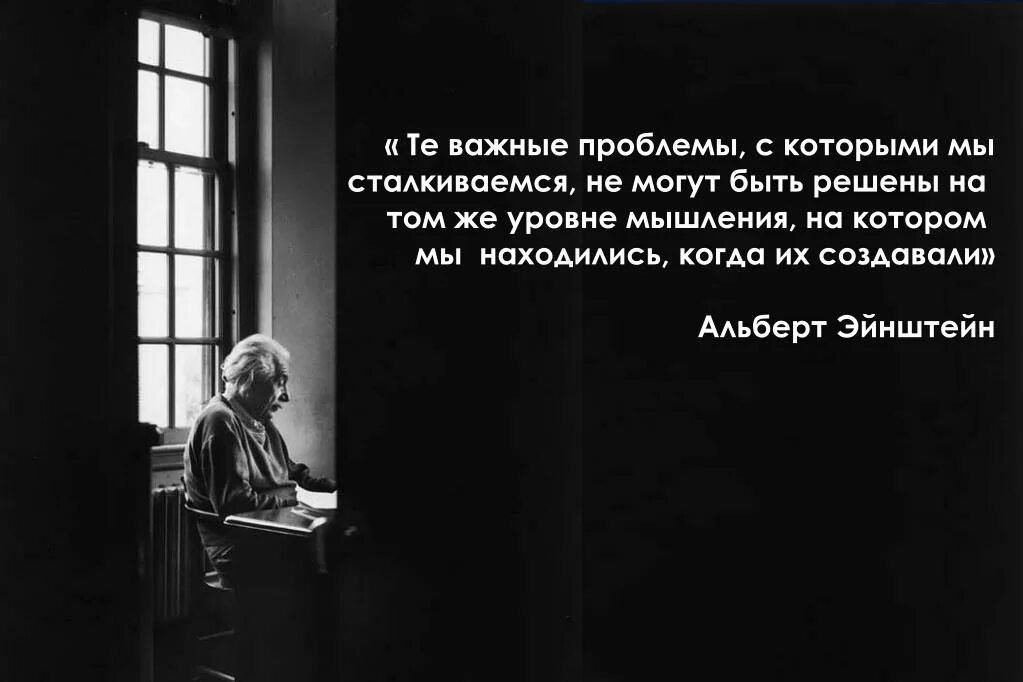 « Те важные проблемы, с которыми мы
сталкиваемся, не могут быть решены на
том же уровне мышления, на котором
мы находились, когда их создавали»
Альберт Эйнштейн